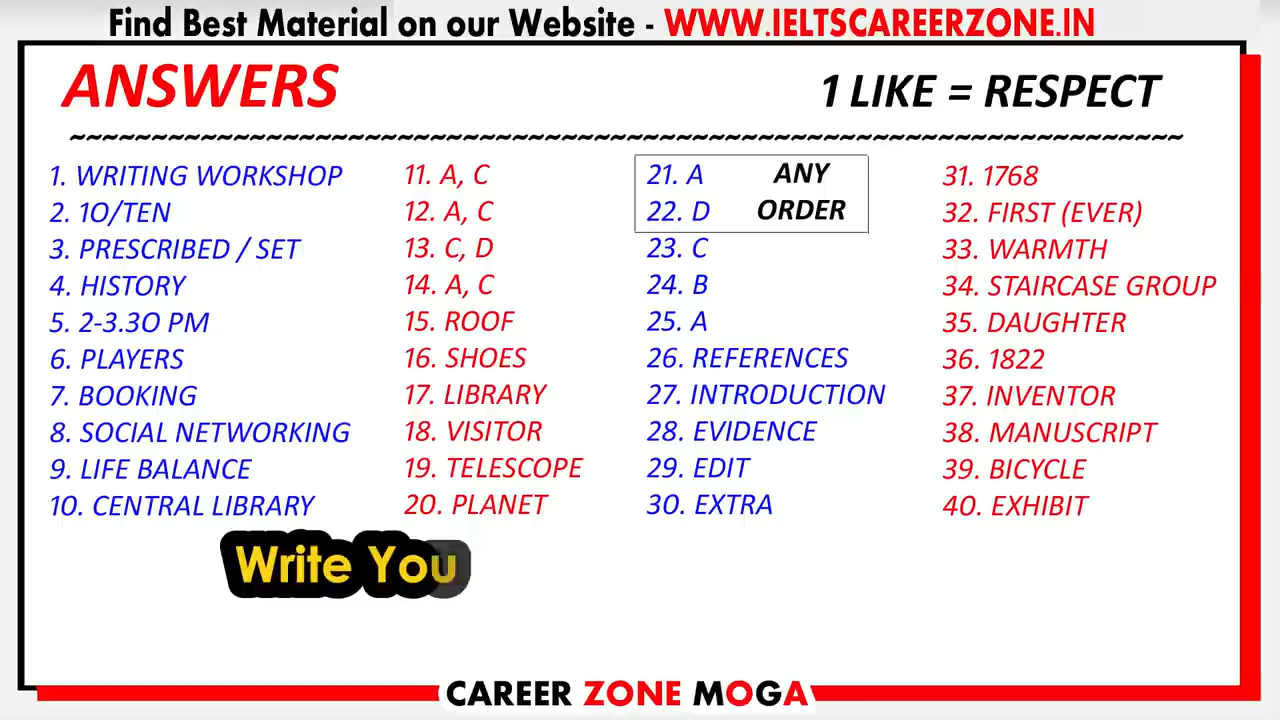 Find Best Material on our Website - WWW.IELTSCAREERZONE.IN
ANSWERS
1 LIKE = RESPECT
~~~~~~~~~~~~~~~~~~~~~~~~~~~~~~~~~~~~~~~~~~~~~~~~~~~~~~~~~~~~~~~~~~~~
1. WRITING WORKSHOP
2. 10/TEN
3. PRESCRIBED / SET
4. HISTORY
5. 2-3.30 PM
6. PLAYERS
7. BOOKING
8. SOCIAL NETWORKING
9. LIFE BALANCE
10. CENTRAL LIBRARY
11. A, C
12. A, C
13. C, D
14. A, C
15. ROOF
16. SHOES
17. LIBRARY
18. VISITOR
19. TELESCOPE
20. PLANET
21. A ANY
22. D ORDER
23. C
24. B
25. A
26. REFERENCES
27. INTRODUCTION
28. EVIDENCE
29. EDIT
30. EXTRA
31. 1768
32. FIRST (EVER)
33. WARMTH
34. STAIRCASE GROUP
35. DAUGHTER
36. 1822
37. INVENTOR
38. MANUSCRIPT
39. BICYCLE
40. EXHIBIT
Write You
CAREER ZONE MOGA